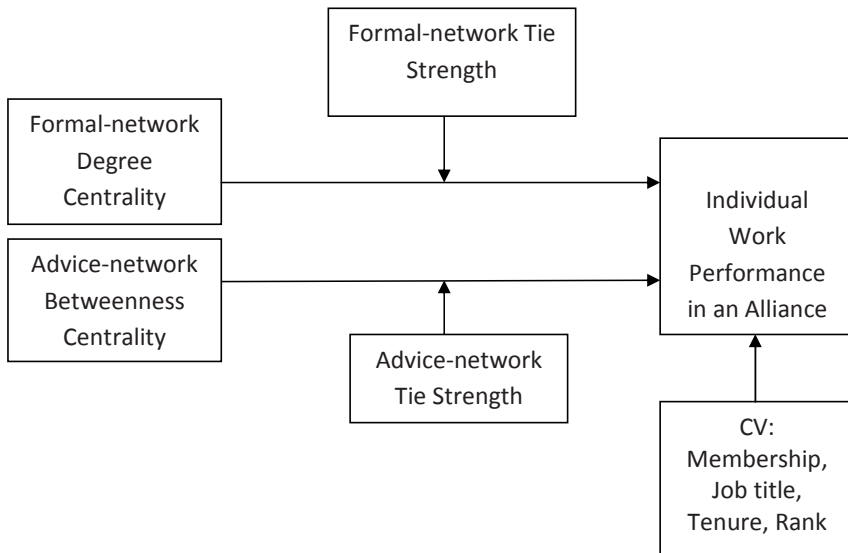 Formal-network Tie
Strength
Formal-network
Degree
Centrality
Individual
Work
Performance
in an Alliance
Advice-network
Betweenness
Centrality
Advice-network
Tie Strength
CV:
Membership,
Job title,
Tenure, Rank